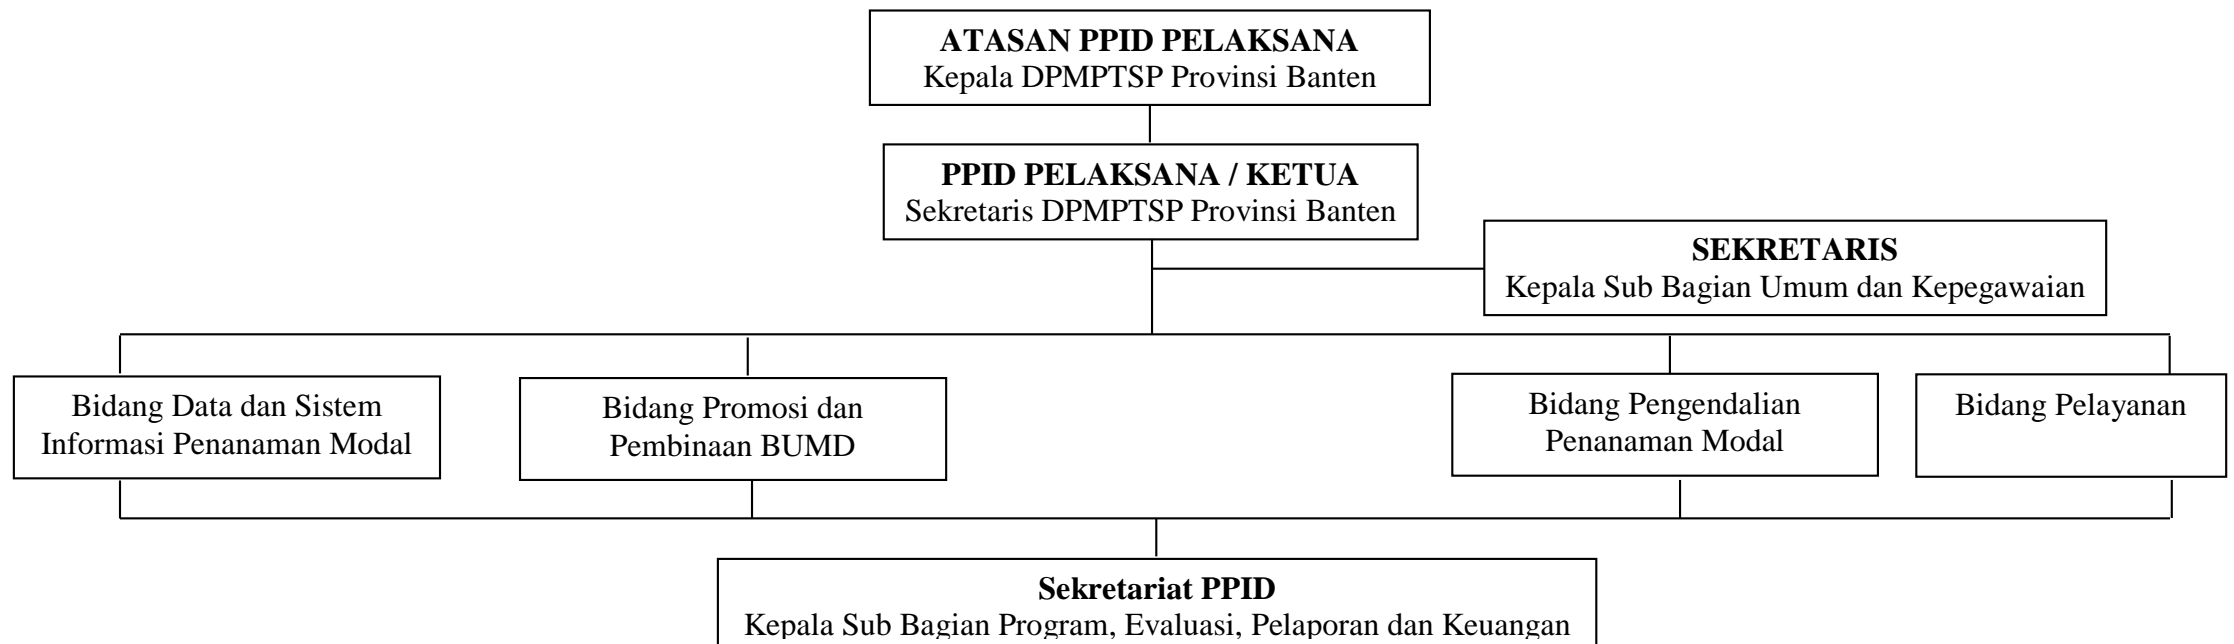 ATASAN PPID PELAKSANA
Kepala DPMPTSP Provinsi Banten
PPID PELAKSANA / KETUA
Sekretaris DPMPTSP Provinsi Banten
SEKRETARIS
Kepala Sub Bagian Umum dan Kepegawaian
Bidang Data dan Sistem
Informasi Penanaman Modal
Bidang Promosi dan
Pembinaan BUMD
Bidang Pengendalian
Penanaman Modal
Bidang Pelayanan
Sekretariat PPID
Kepala Sub Bagian Program, Evaluasi, Pelaporan dan Keuangan